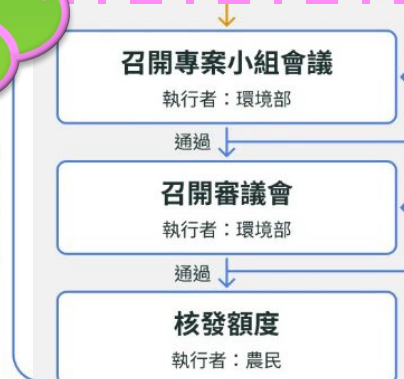 召開專案小組會議
執行者：環境部
通過
召開審議會
執行者：環境部
通過
核發額度
執行者：農民